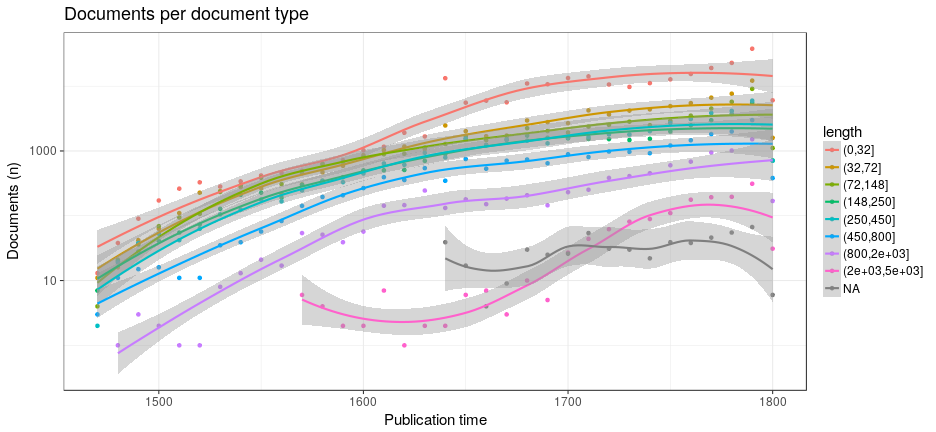 Documents per document type
Documents (n)
1000
10
1500
1600
1700
1800
Publication time
length
(0,32]
(32,72]
(72,148]
(148,250]
(250,450]
(450,800]
(800,2e+03]
(2e+03,5e+03]
NA